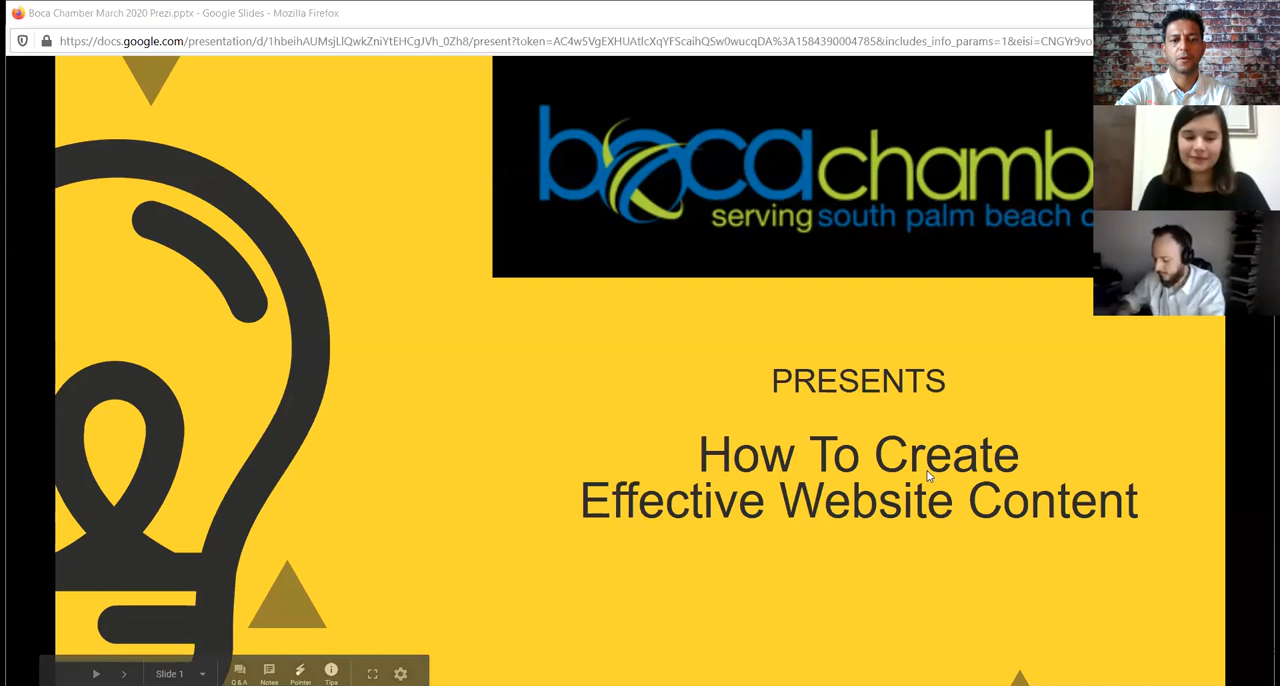 Boca Chamber March 2020 Prezi.pptx - Google Slides - Mozilla Firefox
https://docs.google.com/presentation/d/1hbeihAUMsjLlQwkZniYtEHCgJVh_0Zh8/present?token=AC4w5VgEXHUAtlcXqYFScaihQSw0wucqDA%3A1584390004785&includes_info_params=1&eisi=CNGYr9vo
bocachamb
serving south palm beach c
PRESENTS
How To Create
Effective Website Content
Slide 1
Q & A
Notes
Pointer
Tips